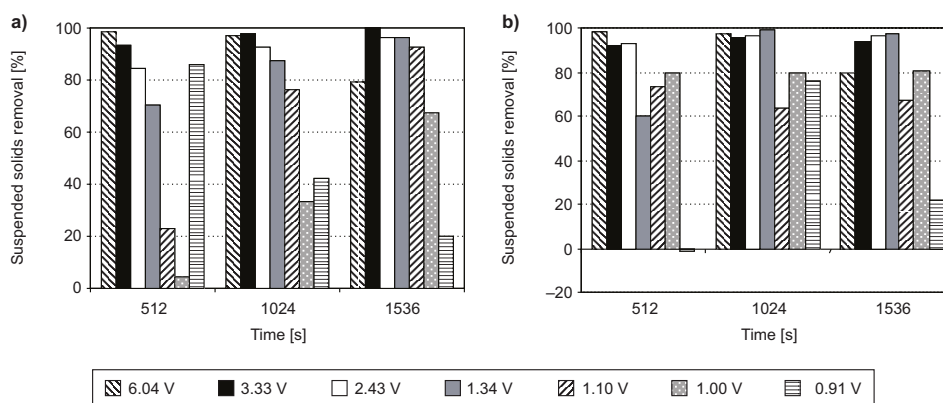 a)
Suspended solids removal [%]
100
80
60
40
20
0
512 1024 1536
Time [s]
b)
Suspended solids removal [%]
100
80
60
40
20
0
–20
512 1024 1536
Time [s]
6.04 V 3.33 V 2.43 V 1.34 V 1.10 V 1.00 V 0.91 V